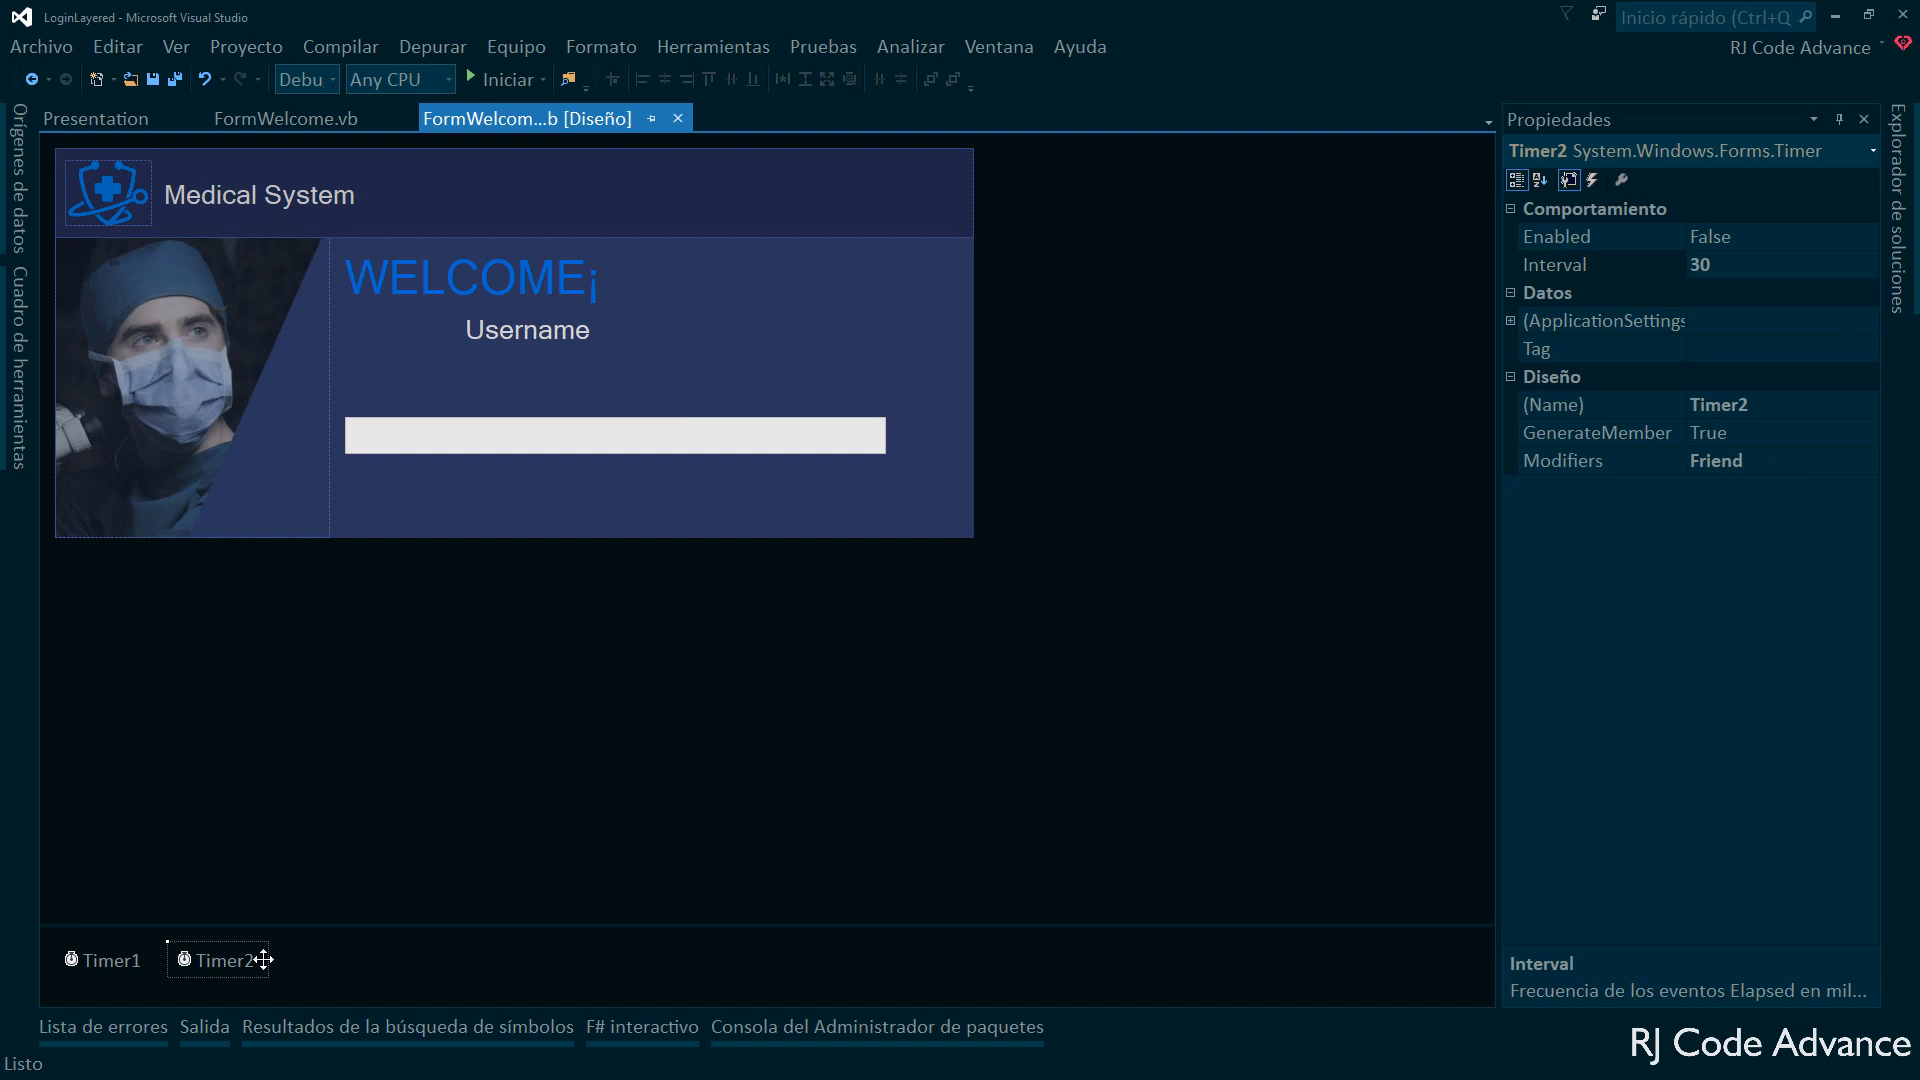 LoginLayered - Microsoft Visual Studio
Inicio rápido (Ctrl+Q
Archivo Editar Ver Proyecto Compilar Depurar Equipo Formato Herramientas Pruebas Analizar Ventana Ayuda
RJ Code Advance
Debu Any CPU Iniciar
Orígenes de datos
Cuadro de herramientas
Presentation FormWelcome.vb FormWelcom...b [Diseño]
Medical System
WELCOME¡
Username
Timer1 Timer2
Propiedades
Timer2 System.Windows.Forms.Timer
Comportamiento
Enabled False
Interval 30
Datos
(ApplicationSettings
Tag
Diseño
(Name) Timer2
GenerateMember True
Modifiers Friend
Interval
Frecuencia de los eventos Elapsed en mil...
Explorador de soluciones
Lista de errores Salida Resultados de la búsqueda de símbolos F# interactivo Consola del Administrador de paquetes
RJ Code Advance
Listo